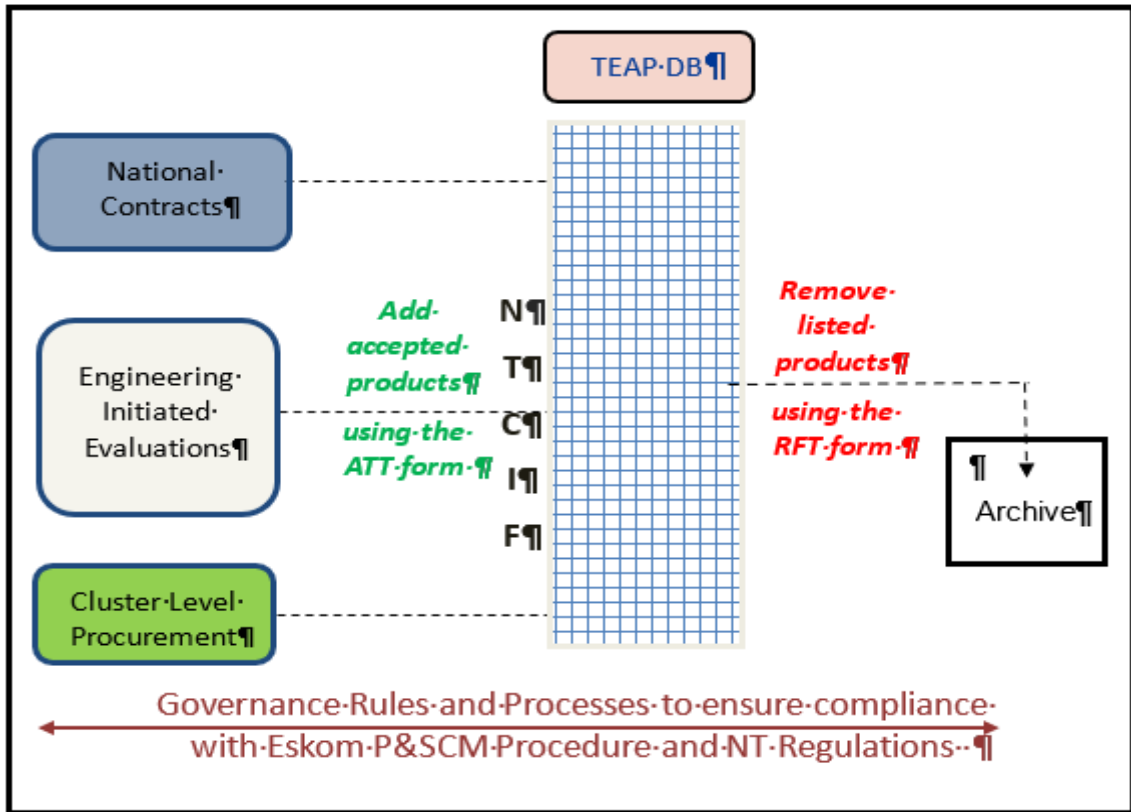 TEAP·DB¶
National·
Contracts¶
Engineering·
Initiated·
Evaluations¶
Cluster·Level·
Procurement¶
Add·
accepted·
products¶
using·the·
ATT·form·¶
N¶
T¶
C¶
I¶
F¶
Remove·
listed·
products¶
using·the·
RFT·form·¶
¶
Archive¶
Governance·Rules·and·Processes·to·ensure·compliance·
with·Eskom·P&SCM·Procedure·and·NT·Regulations··¶